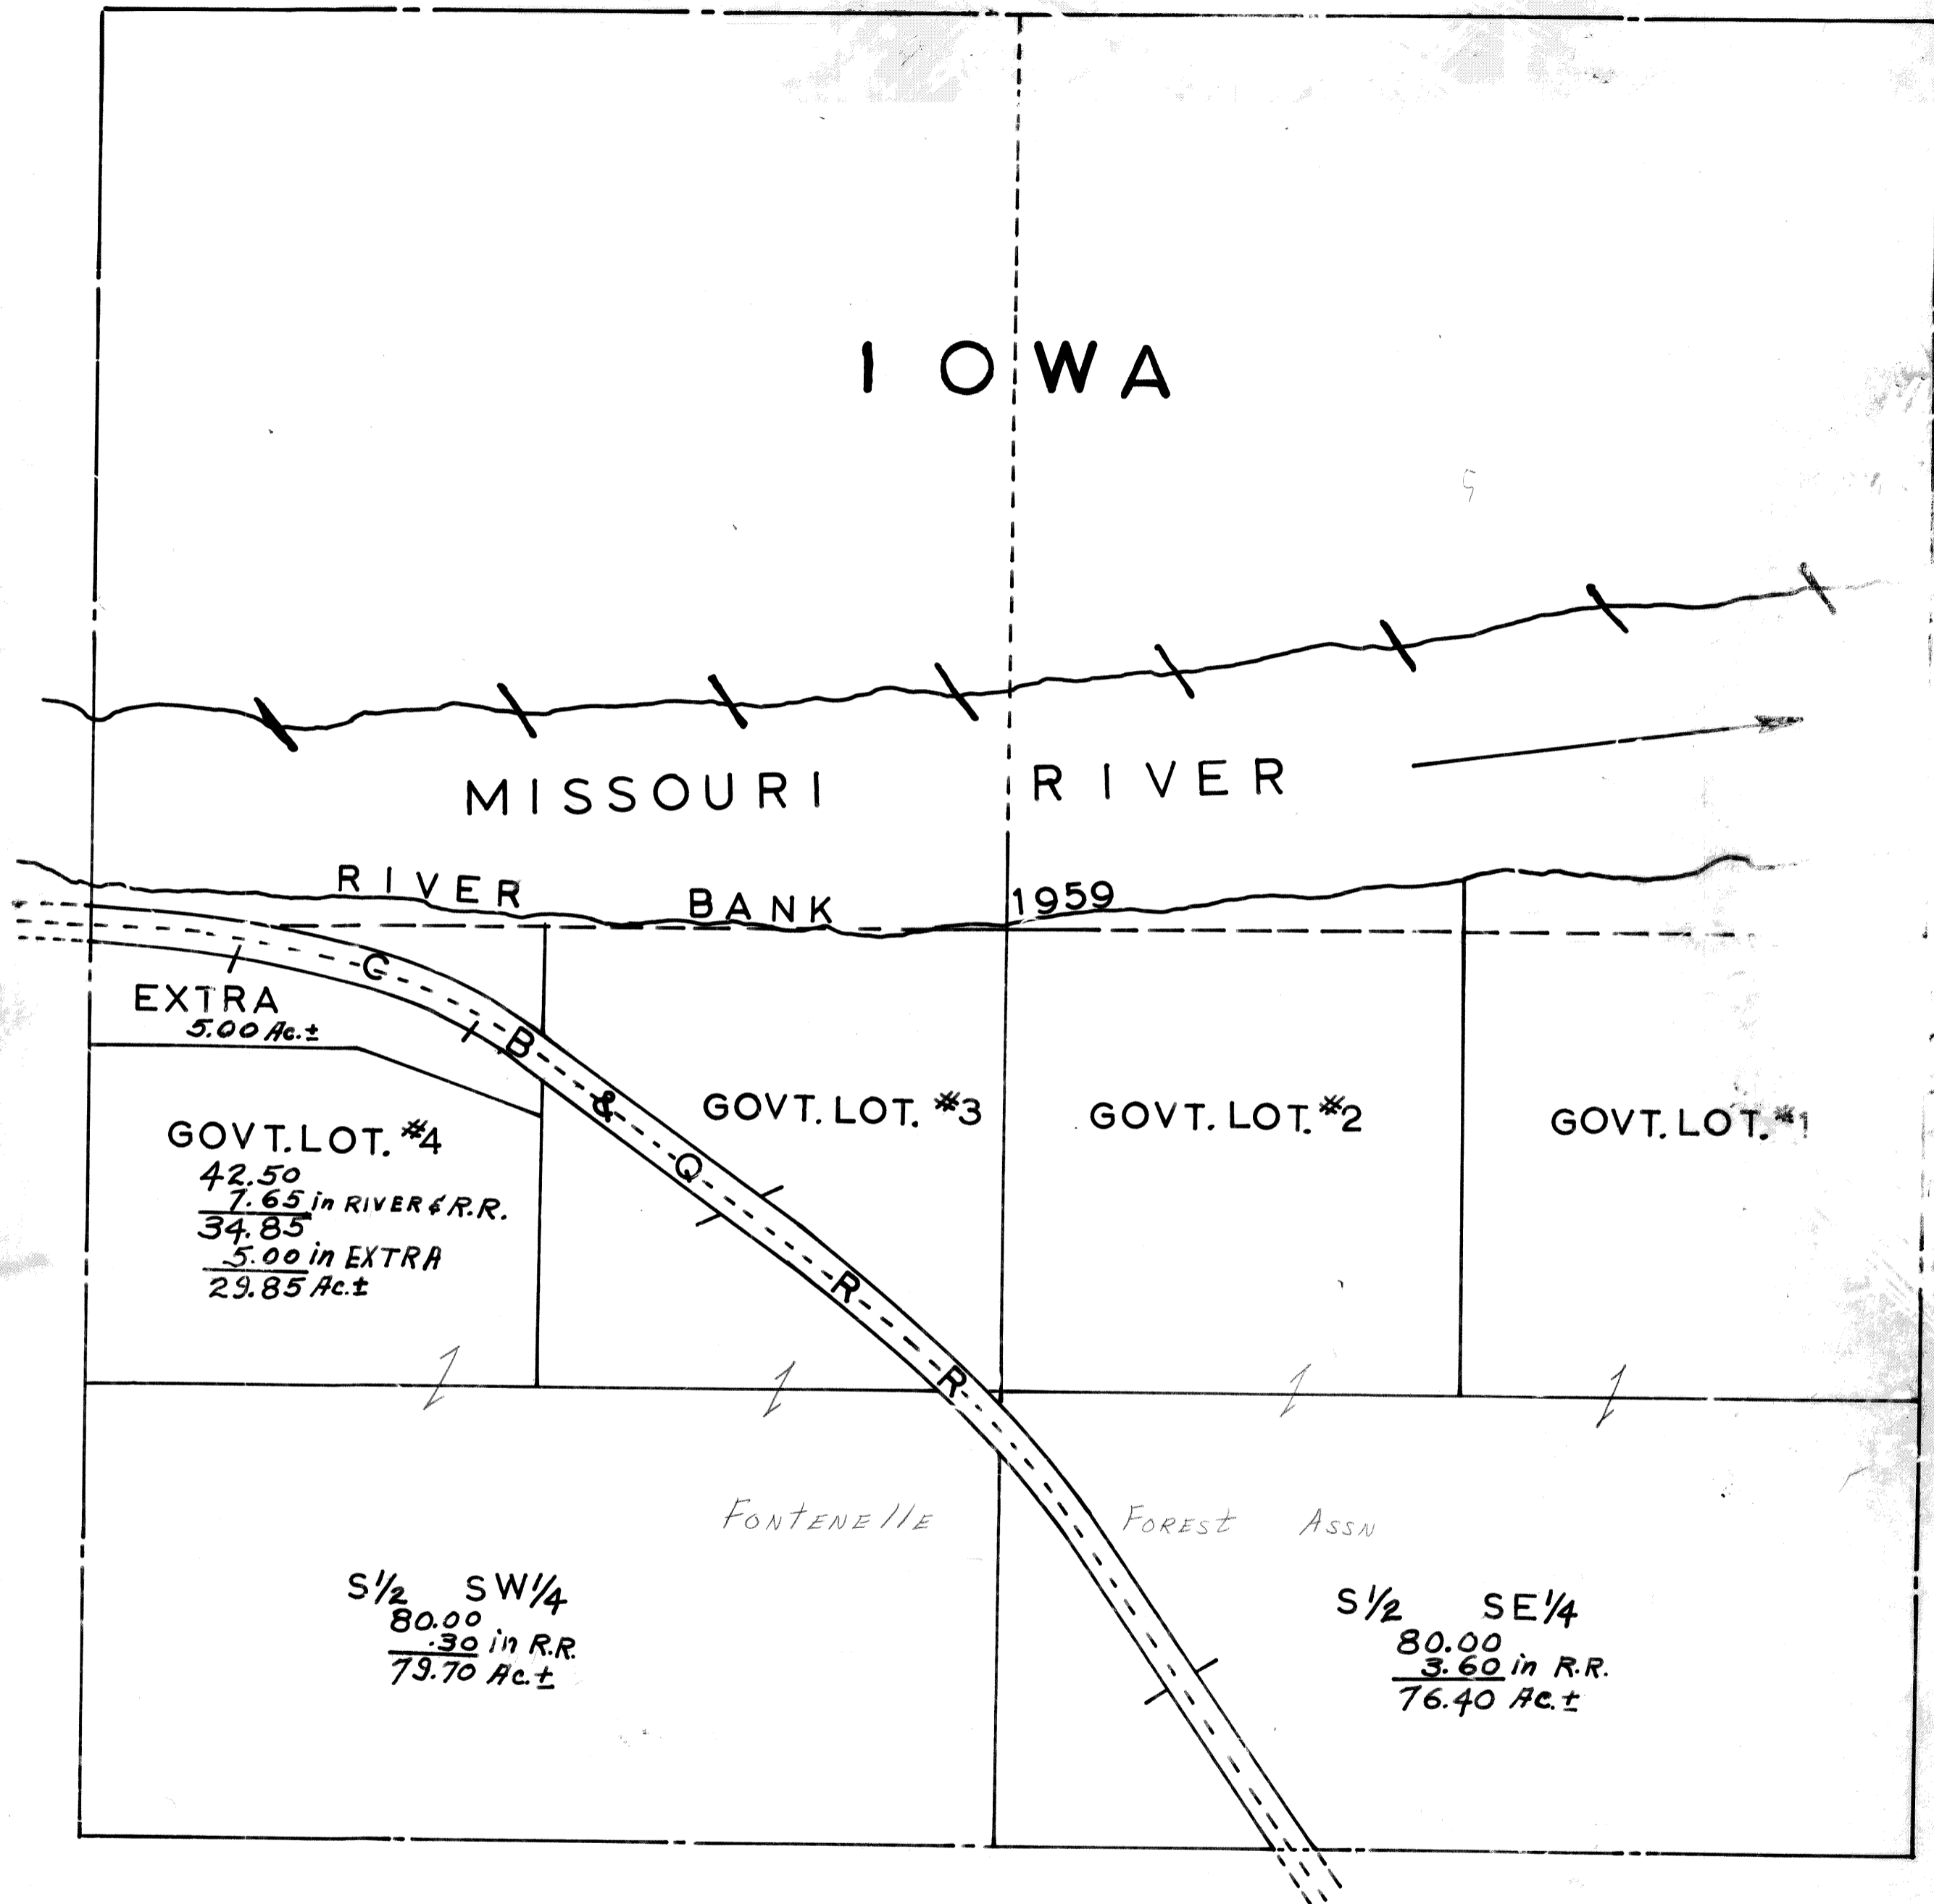 IOWA
MISSOURI RIVER
RIVER BANK 1959
C B & Q R R
EXTRA
5.00 Ac.±
GOVT. LOT. #3
GOVT. LOT. #2
GOVT. LOT. #1
GOVT. LOT. #4
42.50
7.65 in RIVER & R.R.
34.85
5.00 in EXTRA
29.85 Ac.±
FONTENELLE FOREST ASSN
S1/2 SW1/4
80.00
.30 in R.R.
79.70 Ac.±
S1/2 SE1/4
80.00
3.60 in R.R.
76.40 Ac.±